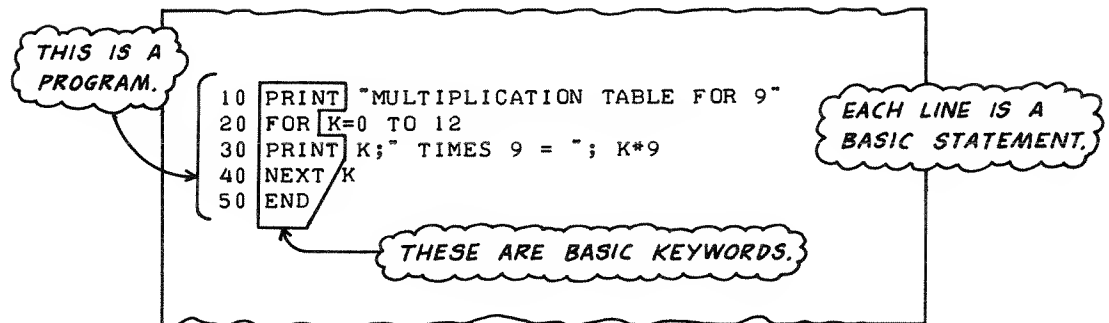 THIS IS A
PROGRAM.
10 PRINT "MULTIPLICATION TABLE FOR 9"
20 FOR K=0 TO 12
30 PRINT K;" TIMES 9 = "; K*9
40 NEXT K
50 END
EACH LINE IS A
BASIC STATEMENT.
THESE ARE BASIC KEYWORDS.